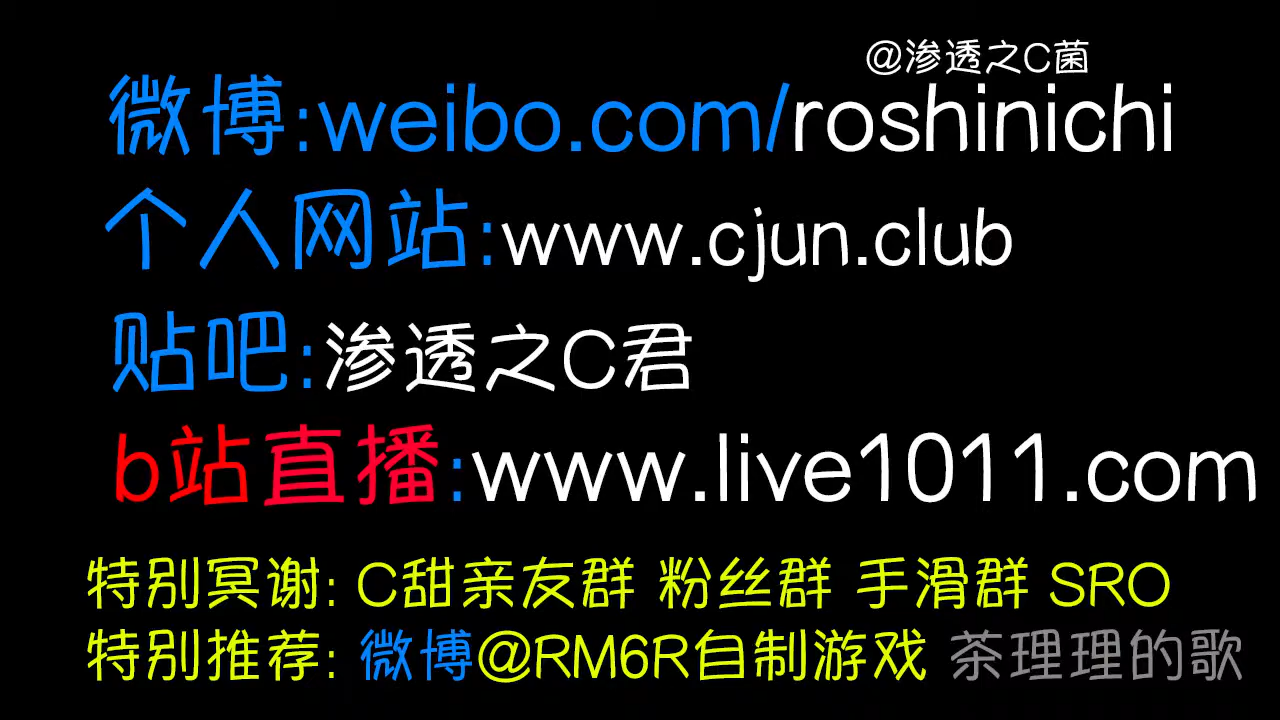 @渗透之C菌
微博:weibo.com/roshinichi
个人网站:www.cjun.club
贴吧:渗透之C君
b站直播:www.live1011.com
特别冥谢: C甜亲友群 粉丝群 手滑群 SRO
特别推荐: 微博@RM6R自制游戏 茶理理的歌